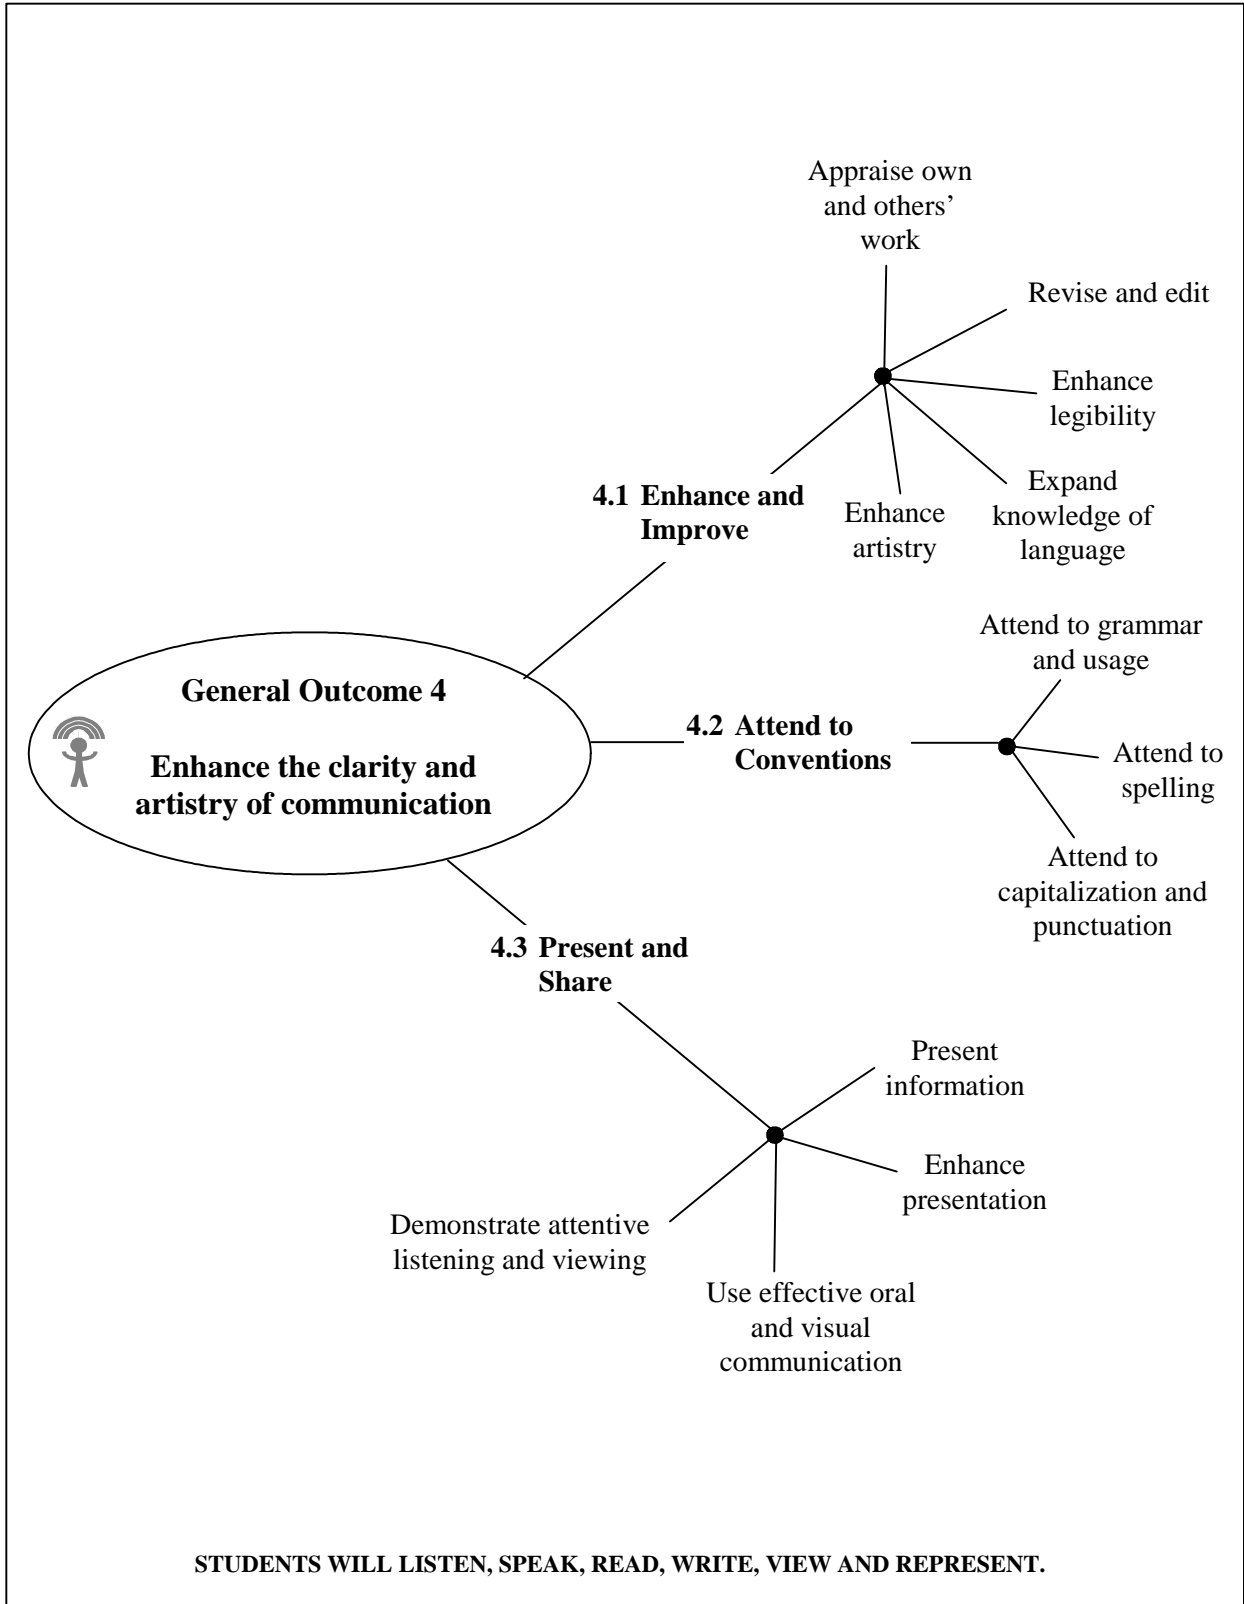 Appraise own
and others’
work
Revise and edit
Enhance
legibility
Expand
knowledge of
language
Enhance
artistry
4.1 Enhance and
Improve
General Outcome 4
Enhance the clarity and
artistry of communication
4.2 Attend to
Conventions
Attend to grammar
and usage
Attend to
spelling
Attend to
capitalization and
punctuation
4.3 Present and
Share
Present
information
Enhance
presentation
Use effective oral
and visual
communication
Demonstrate attentive
listening and viewing
STUDENTS WILL LISTEN, SPEAK, READ, WRITE, VIEW AND REPRESENT.